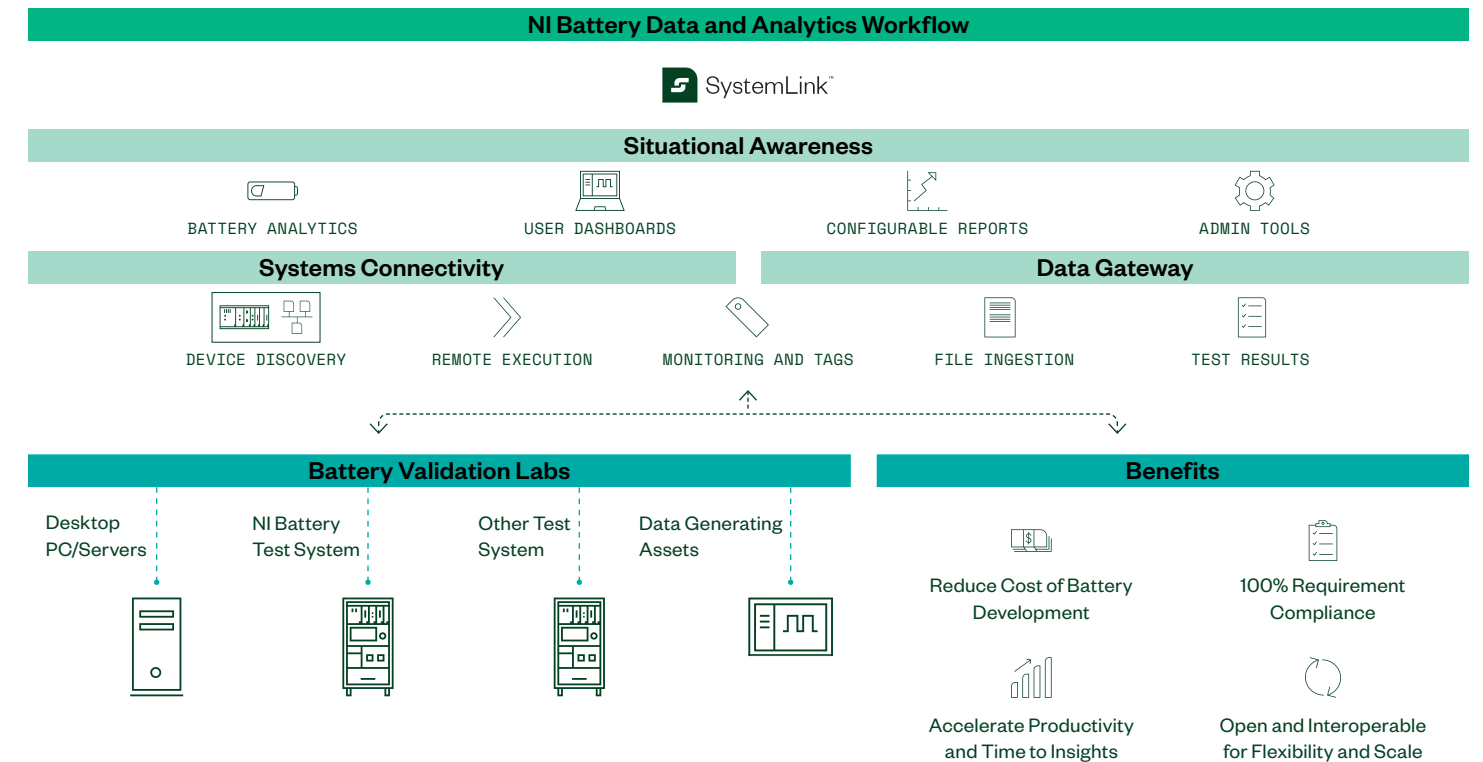 NI Battery Data and Analytics Workflow
SystemLink™
Situational Awareness
BATTERY ANALYTICS
USER DASHBOARDS
CONFIGURABLE REPORTS
ADMIN TOOLS
Systems Connectivity
Data Gateway
DEVICE DISCOVERY
REMOTE EXECUTION
MONITORING AND TAGS
FILE INGESTION
TEST RESULTS
Battery Validation Labs
Desktop
PC/Servers
NI Battery
Test System
Other Test
System
Data Generating
Assets
Benefits
$
Reduce Cost of Battery
Development
100% Requirement
Compliance
Accelerate Productivity
and Time to Insights
Open and Interoperable
for Flexibility and Scale